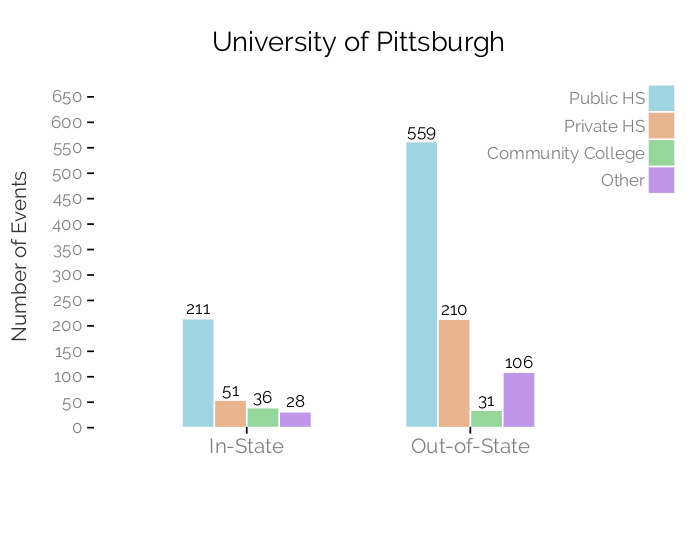 University of Pittsburgh
Number of Events
650
600
550
500
450
400
350
300
250
200
150
100
50
0
Public HS
Private HS
Community College
Other
211
51
36
28
559
210
31
106
In-State
Out-of-State